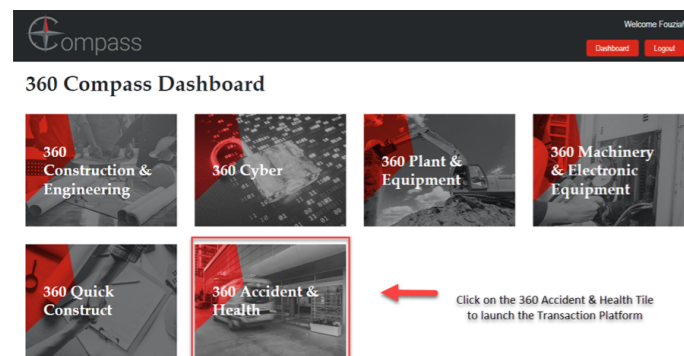 Compass
Welcome Fouzia!
Dashboard
Logout
360 Compass Dashboard
360
Construction &
Engineering
360 Cyber
360 Plant &
Equipment
360 Machinery
& Electronic
Equipment
360 Quick
Construct
360 Accident &
Health
Click on the 360 Accident & Health Tile
to launch the Transaction Platform